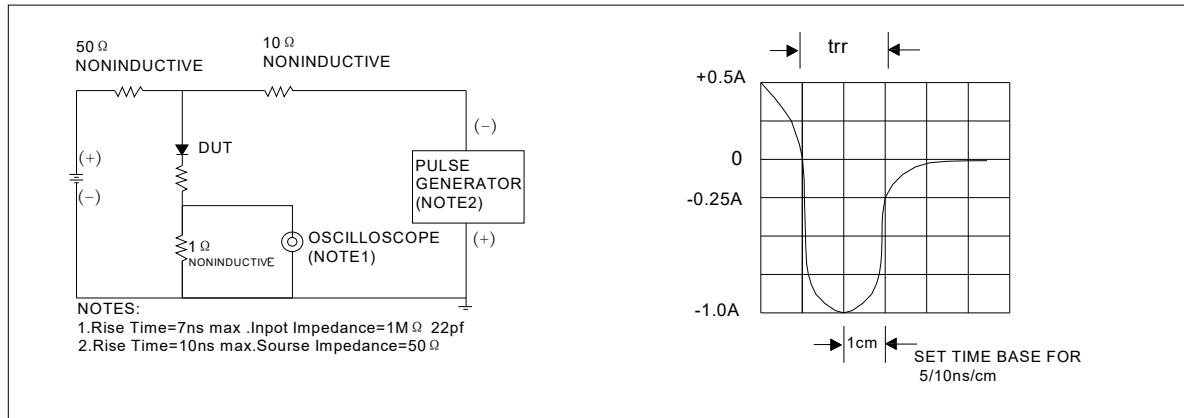 50 Ω
NONINDUCTIVE
10 Ω
NONINDUCTIVE
(+)
(−)
DUT
1 Ω
NONINDUCTIVE
OSCILLOSCOPE
(NOTE1)
(−)
PULSE
GENERATOR
(NOTE2)
(+)
NOTES:
1.Rise Time=7ns max .Inpot Impedance=1M Ω 22pf
2.Rise Time=10ns max.Sourse Impedance=50 Ω
trr
+0.5A
0
-0.25A
-1.0A
1cm
SET TIME BASE FOR
5/10ns/cm